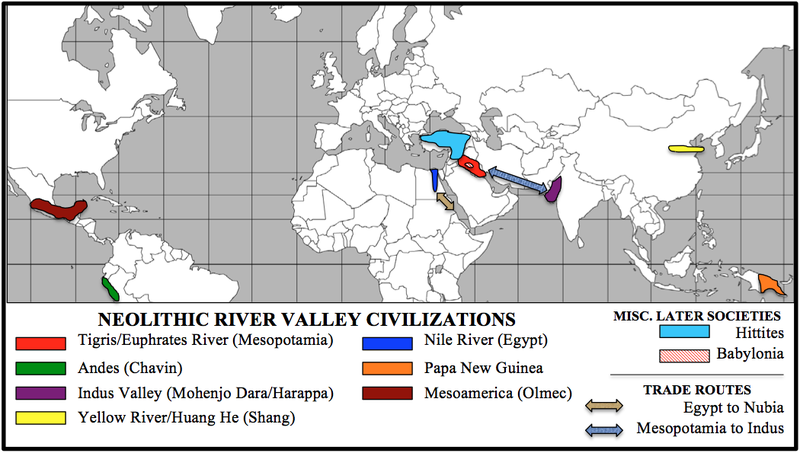 NEOLITHIC RIVER VALLEY CIVILIZATIONS
Tigris/Euphrates River (Mesopotamia)
Andes (Chavin)
Indus Valley (Mohenjo Dara/Harappa)
Yellow River/Huang He (Shang)
Nile River (Egypt)
Papua New Guinea
Mesoamerica (Olmec)
MISC. LATER SOCIETIES
Hittites
Babylonia
TRADE ROUTES
Egypt to Nubia
Mesopotamia to Indus